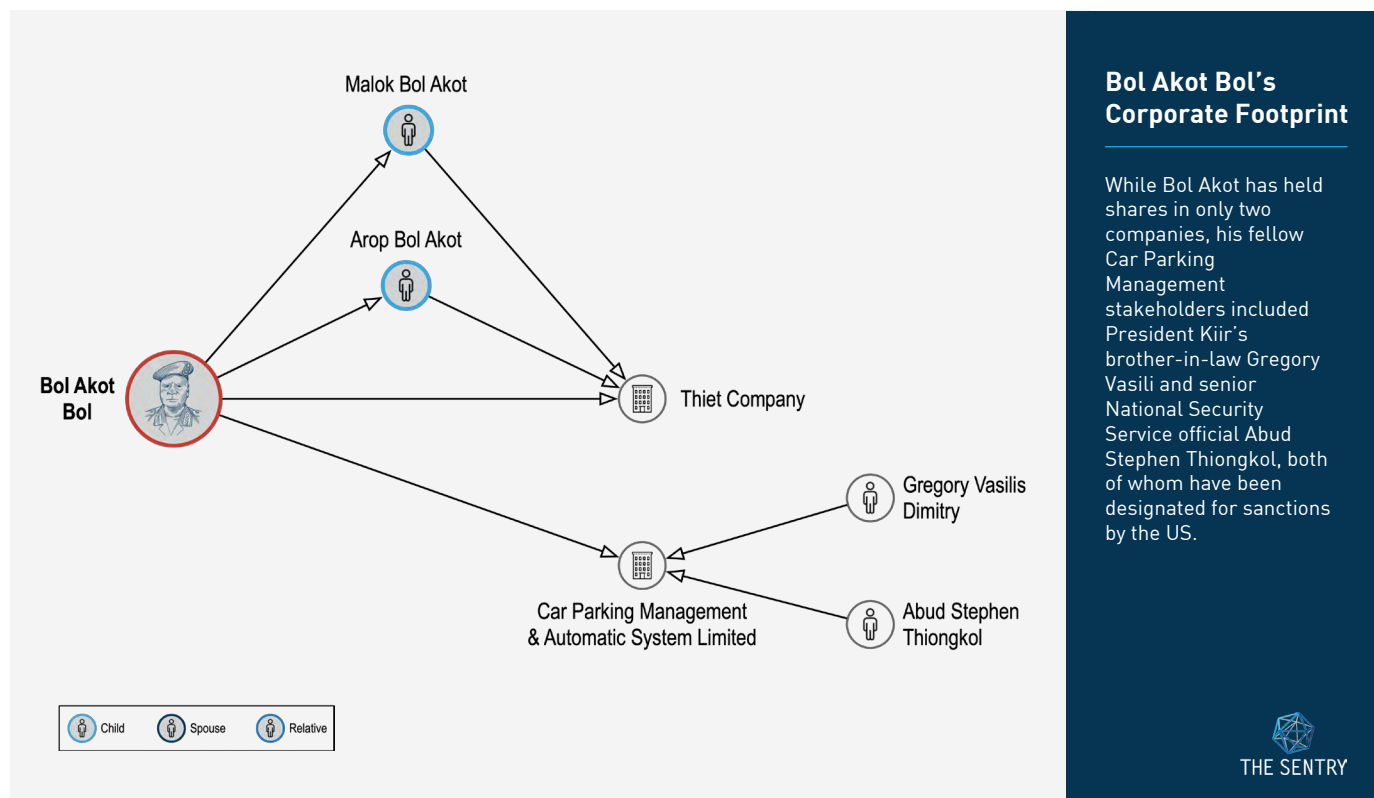 Malok Bol Akot
Arop Bol Akot
Bol Akot
Bol
Thiet Company
Gregory Vasilis
Dimitry
Car Parking Management
& Automatic System Limited
Abud Stephen
Thiongkol
Child
Spouse
Relative
Bol Akot Bol’s
Corporate Footprint
While Bol Akot has held
shares in only two
companies, his fellow
Car Parking
Management
stakeholders included
President Kiir’s
brother-in-law Gregory
Vasili and senior
National Security
Service official Abud
Stephen Thiongkol, both
of whom have been
designated for sanctions
by the US.
THE SENTRY